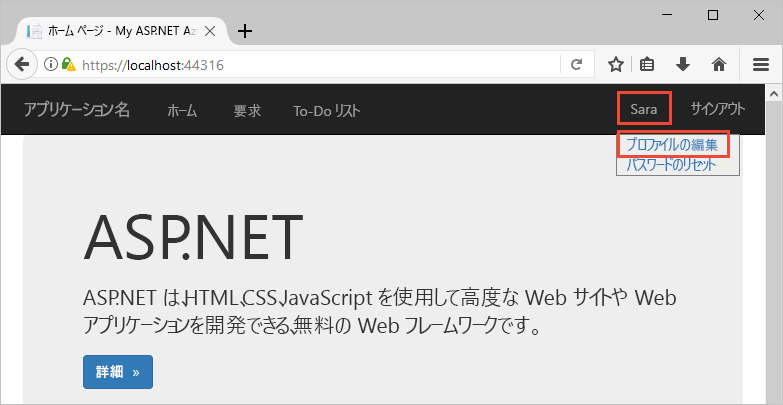 ホーム ページ - My ASP.NET Az
https://localhost:44316
アプリケーション名 ホーム 要求 To-Do リスト Sara サインアウト
プロファイルの編集
パスワードのリセット
ASP.NET
ASP.NET は、HTML、CSS、JavaScript を使用して高度な Web サイトや Web
アプリケーションを開発できる、無料の Web フレームワークです。
詳細 »